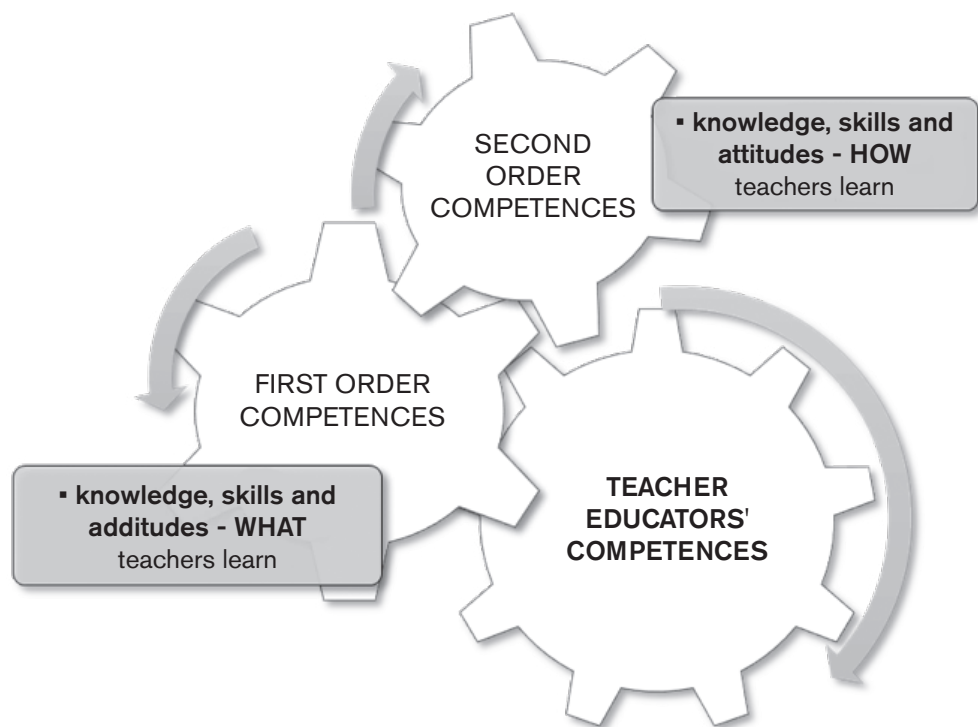 SECOND
ORDER
COMPETENCES
▪ knowledge, skills and
attitudes - HOW
teachers learn
FIRST ORDER
COMPETENCES
▪ knowledge, skills and
additudes - WHAT
teachers learn
TEACHER
EDUCATORS'
COMPETENCES